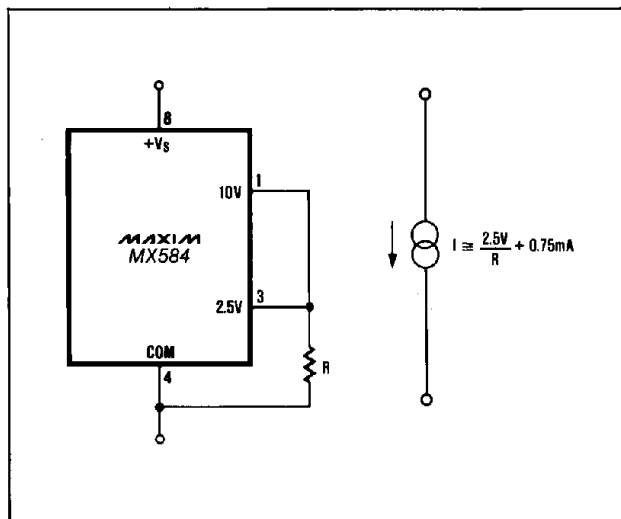 8
+VS
1
10V
MAXIM
MX584
3
2.5V
COM
4
R
I ≅ 2.5V/R + 0.75mA